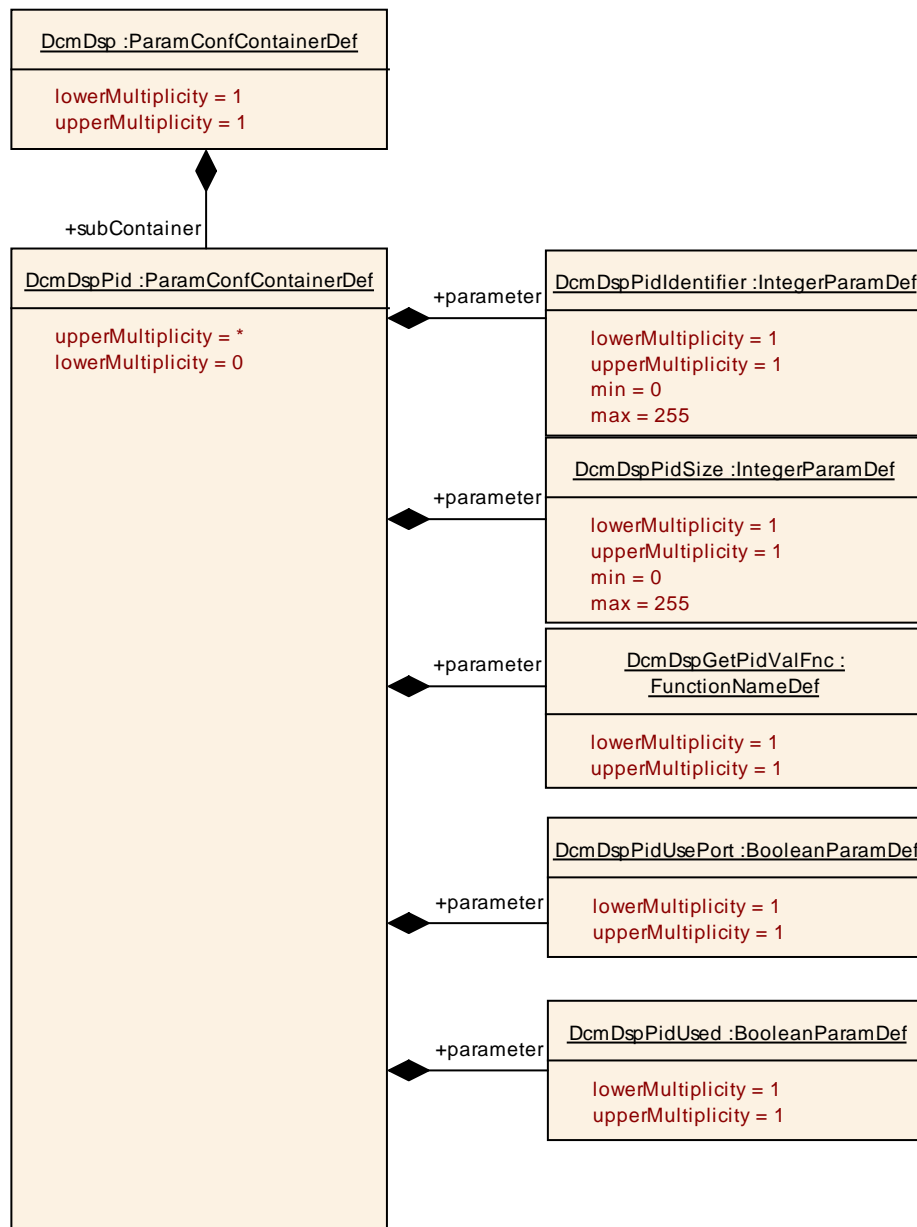 DcmDsp :ParamConfContainerDef
lowerMultiplicity = 1
upperMultiplicity = 1
+subContainer
DcmDspPid :ParamConfContainerDef
upperMultiplicity = *
lowerMultiplicity = 0
+parameter
DcmDspPidIdentifier :IntegerParamDef
lowerMultiplicity = 1
upperMultiplicity = 1
min = 0
max = 255
+parameter
DcmDspPidSize :IntegerParamDef
lowerMultiplicity = 1
upperMultiplicity = 1
min = 0
max = 255
+parameter
DcmDspGetPidValFnc :
FunctionNameDef
lowerMultiplicity = 1
upperMultiplicity = 1
+parameter
DcmDspPidUsePort :BooleanParamDef
lowerMultiplicity = 1
upperMultiplicity = 1
+parameter
DcmDspPidUsed :BooleanParamDef
lowerMultiplicity = 1
upperMultiplicity = 1